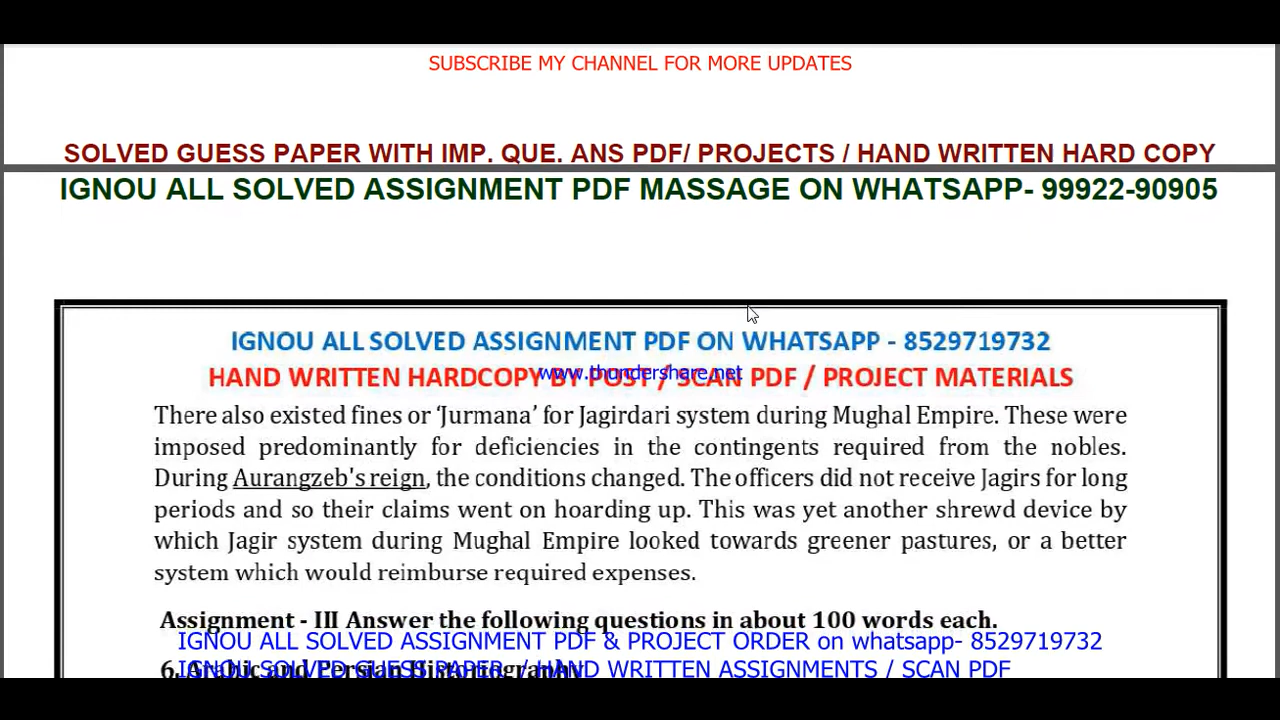 SUBSCRIBE MY CHANNEL FOR MORE UPDATES
SOLVED GUESS PAPER WITH IMP. QUE. ANS PDF/ PROJECTS / HAND WRITTEN HARD COPY
IGNOU ALL SOLVED ASSIGNMENT PDF MASSAGE ON WHATSAPP- 99922-90905
IGNOU ALL SOLVED ASSIGNMENT PDF ON WHATSAPP - 8529719732
www.thundershare.net
HAND WRITTEN HARDCOPY BY POST / SCAN PDF / PROJECT MATERIALS
There also existed fines or ‘Jurmana’ for Jagirdari system during Mughal Empire. These were
imposed predominantly for deficiencies in the contingents required from the nobles.
During Aurangzeb's reign, the conditions changed. The officers did not receive Jagirs for long
periods and so their claims went on hoarding up. This was yet another shrewd device by
which Jagir system during Mughal Empire looked towards greener pastures, or a better
system which would reimburse required expenses.
Assignment - III Answer the following questions in about 100 words each.
IGNOU ALL SOLVED ASSIGNMENT PDF & PROJECT ORDER on whatsapp- 8529719732
6. Arabic and Persian Historiography
IGNOU SOLVED GUESS PAPER / HAND WRITTEN ASSIGNMENTS / SCAN PDF